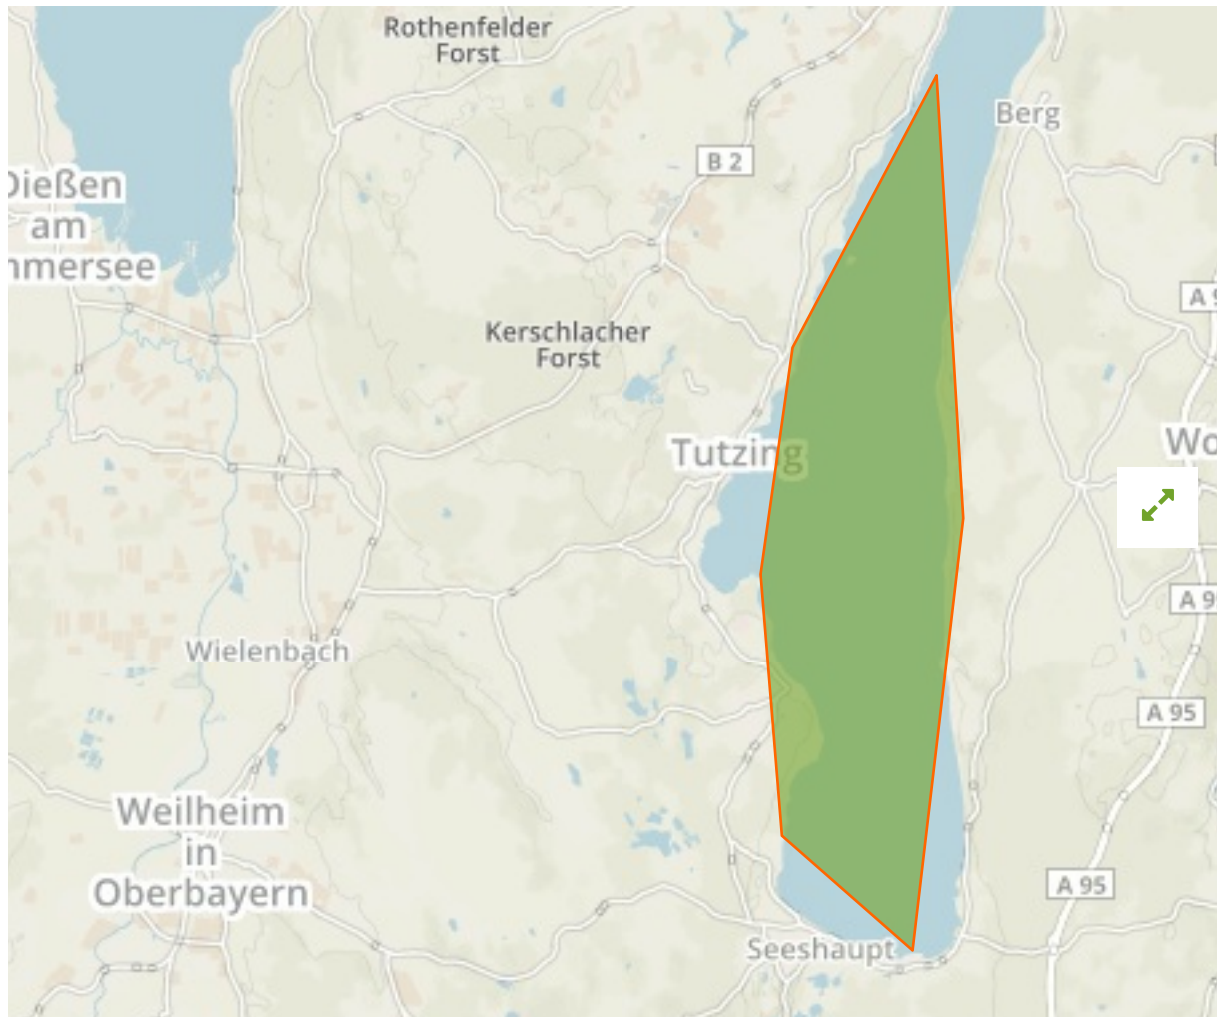 Rothenfelder
Forst
Berg
B 2
Dießen
am
mmersee
A 9
Kerschlacher
Forst
Wo
Tutzing
A 9
Wielenbach
A 95
Weilheim
in
Oberbayern
A 95
Seeshaupt